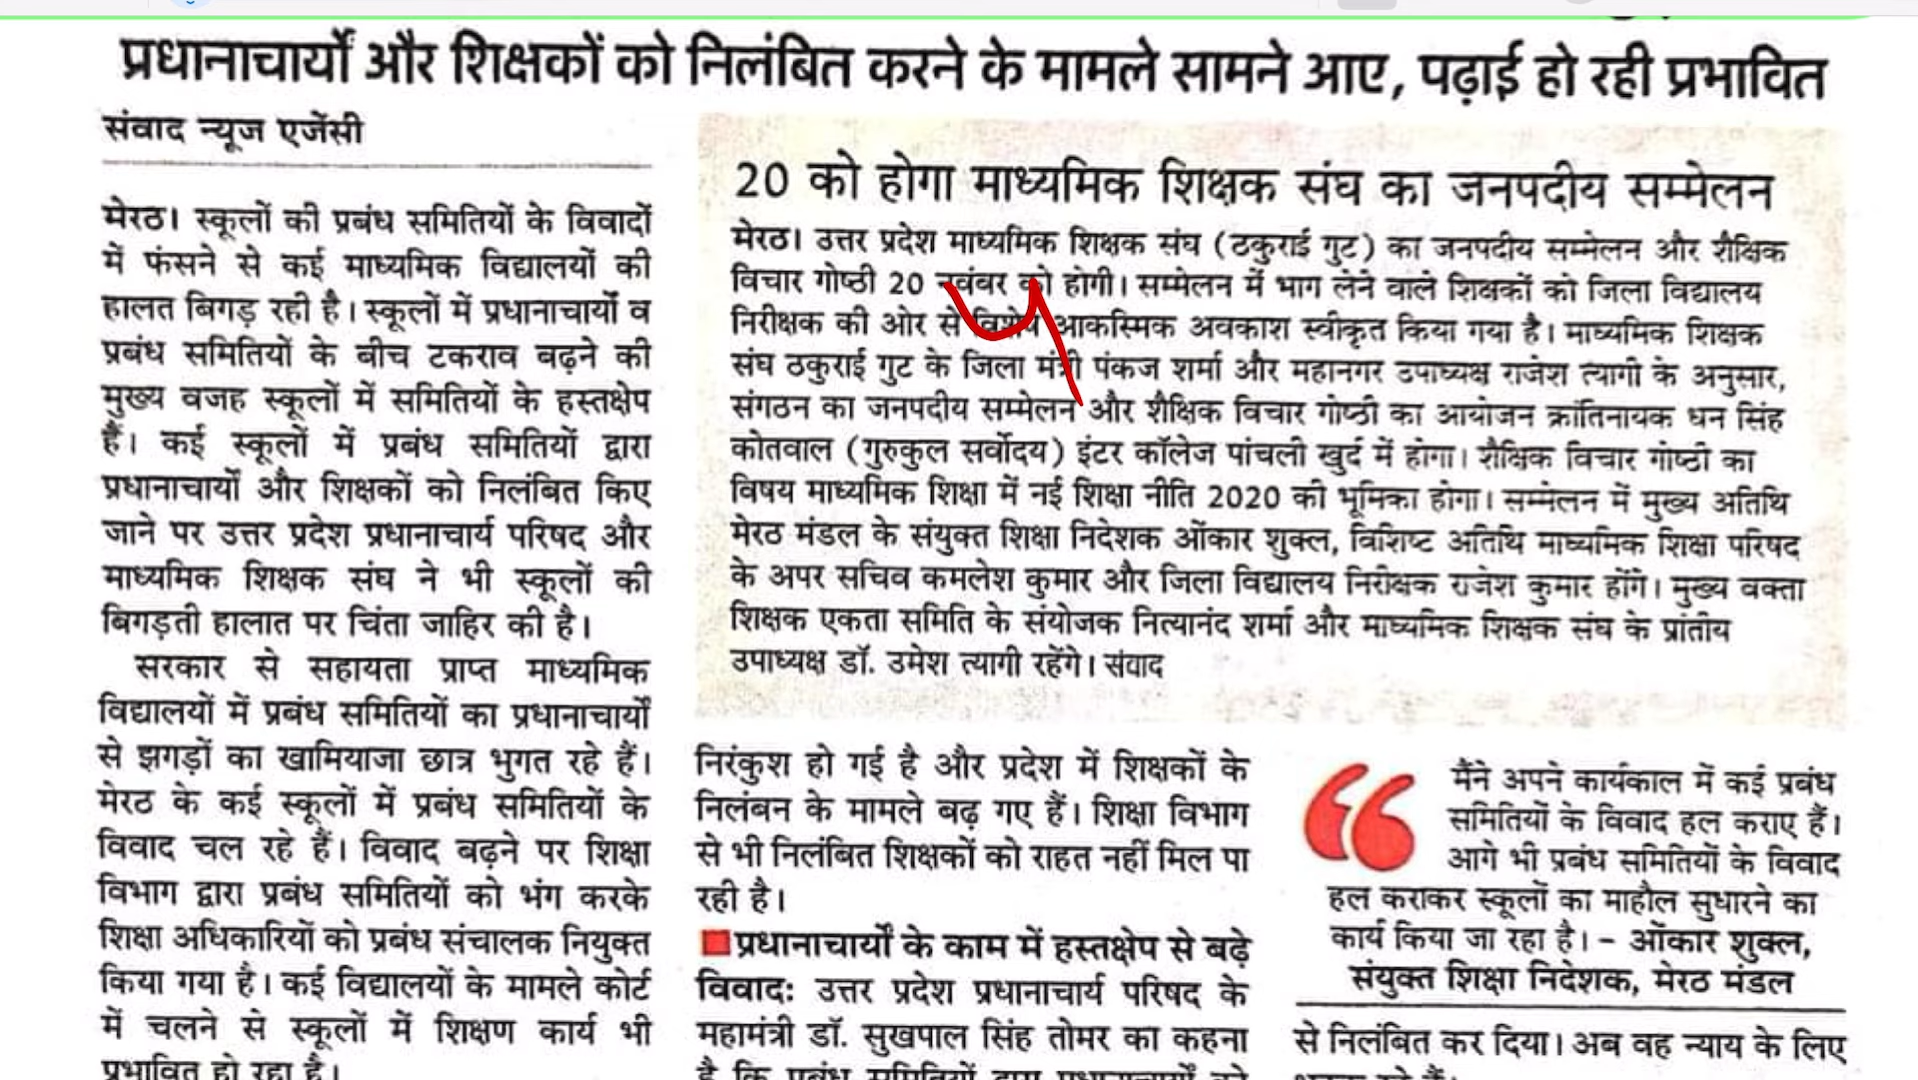 प्रधानाचार्यों और शिक्षकों को निलंबित करने के मामले सामने आए, पढ़ाई हो रही प्रभावित
संवाद न्यूज एजेंसी
मेरठ। स्कूलों की प्रबंध समितियों के विवादों
में फंसने से कई माध्यमिक विद्यालयों की
हालत बिगड़ रही है। स्कूलों में प्रधानाचार्यों व
प्रबंध समितियों के बीच टकराव बढ़ने की
मुख्य वजह स्कूलों में समितियों के हस्तक्षेप
हैं। कई स्कूलों में प्रबंध समितियों द्वारा
प्रधानाचार्यों और शिक्षकों को निलंबित किए
जाने पर उत्तर प्रदेश प्रधानाचार्य परिषद और
माध्यमिक शिक्षक संघ ने भी स्कूलों की
बिगड़ती हालात पर चिंता जाहिर की है।
सरकार से सहायता प्राप्त माध्यमिक
विद्यालयों में प्रबंध समितियों का प्रधानाचार्यों
से झगड़ों का खामियाजा छात्र भुगत रहे हैं।
मेरठ के कई स्कूलों में प्रबंध समितियों के
विवाद चल रहे हैं। विवाद बढ़ने पर शिक्षा
विभाग द्वारा प्रबंध समितियों को भंग करके
शिक्षा अधिकारियों को प्रबंध संचालक नियुक्त
किया गया है। कई विद्यालयों के मामले कोर्ट
में चलने से स्कूलों में शिक्षण कार्य भी
प्रभावित हो रहा है।
20 को होगा माध्यमिक शिक्षक संघ का जनपदीय सम्मेलन
मेरठ। उत्तर प्रदेश माध्यमिक शिक्षक संघ (ठकुराई गुट) का जनपदीय सम्मेलन और शैक्षिक
विचार गोष्ठी 20 नवंबर को होगी। सम्मेलन में भाग लेने वाले शिक्षकों को जिला विद्यालय
निरीक्षक की ओर से विशेष आकस्मिक अवकाश स्वीकृत किया गया है। माध्यमिक शिक्षक
संघ ठकुराई गुट के जिला मंत्री पंकज शर्मा और महानगर उपाध्यक्ष राजेश त्यागी के अनुसार,
संगठन का जनपदीय सम्मेलन और शैक्षिक विचार गोष्ठी का आयोजन क्रांतिनायक धन सिंह
कोतवाल (गुरुकुल सर्वोदय) इंटर कॉलेज पांचली खुर्द में होगा। शैक्षिक विचार गोष्ठी का
विषय माध्यमिक शिक्षा में नई शिक्षा नीति 2020 की भूमिका होगा। सम्मेलन में मुख्य अतिथि
मेरठ मंडल के संयुक्त शिक्षा निदेशक ओंकार शुक्ल, विशिष्ट अतिथि माध्यमिक शिक्षा परिषद
के अपर सचिव कमलेश कुमार और जिला विद्यालय निरीक्षक राजेश कुमार होंगे। मुख्य वक्ता
शिक्षक एकता समिति के संयोजक नित्यानंद शर्मा और माध्यमिक शिक्षक संघ के प्रांतीय
उपाध्यक्ष डॉ. उमेश त्यागी रहेंगे। संवाद
निरंकुश हो गई है और प्रदेश में शिक्षकों के
निलंबन के मामले बढ़ गए हैं। शिक्षा विभाग
से भी निलंबित शिक्षकों को राहत नहीं मिल पा
रही है।
प्रधानाचार्यों के काम में हस्तक्षेप से बढ़े
विवाद: उत्तर प्रदेश प्रधानाचार्य परिषद के
महामंत्री डॉ. सुखपाल सिंह तोमर का कहना
है कि प्रबंध समितियों द्वारा प्रधानाचार्यों को
मैंने अपने कार्यकाल में कई प्रबंध
समितियों के विवाद हल कराए हैं।
आगे भी प्रबंध समितियों के विवाद
हल कराकर स्कूलों का माहौल सुधारने का
कार्य किया जा रहा है। - ओंकार शुक्ल,
संयुक्त शिक्षा निदेशक, मेरठ मंडल
से निलंबित कर दिया। अब वह न्याय के लिए